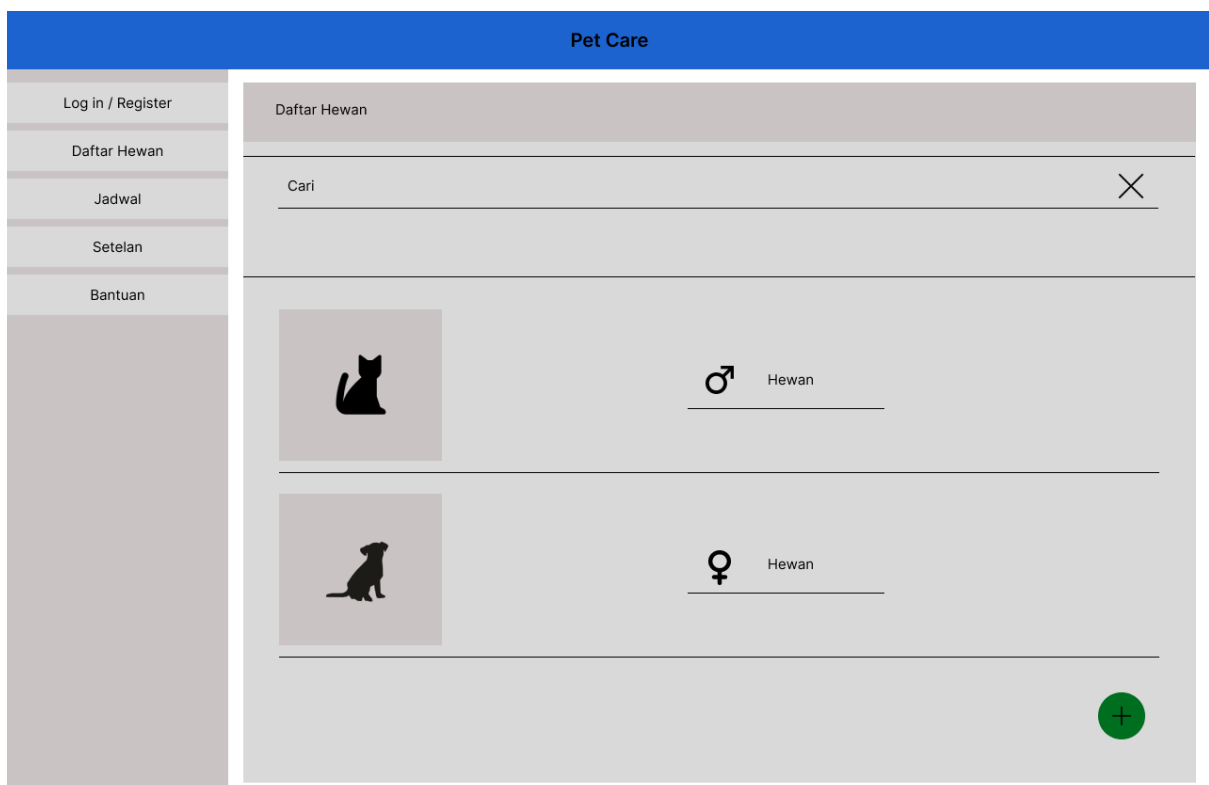 Pet Care
Log in / Register
Daftar Hewan
Jadwal
Setelan
Bantuan
Daftar Hewan
Cari
Hewan
Hewan